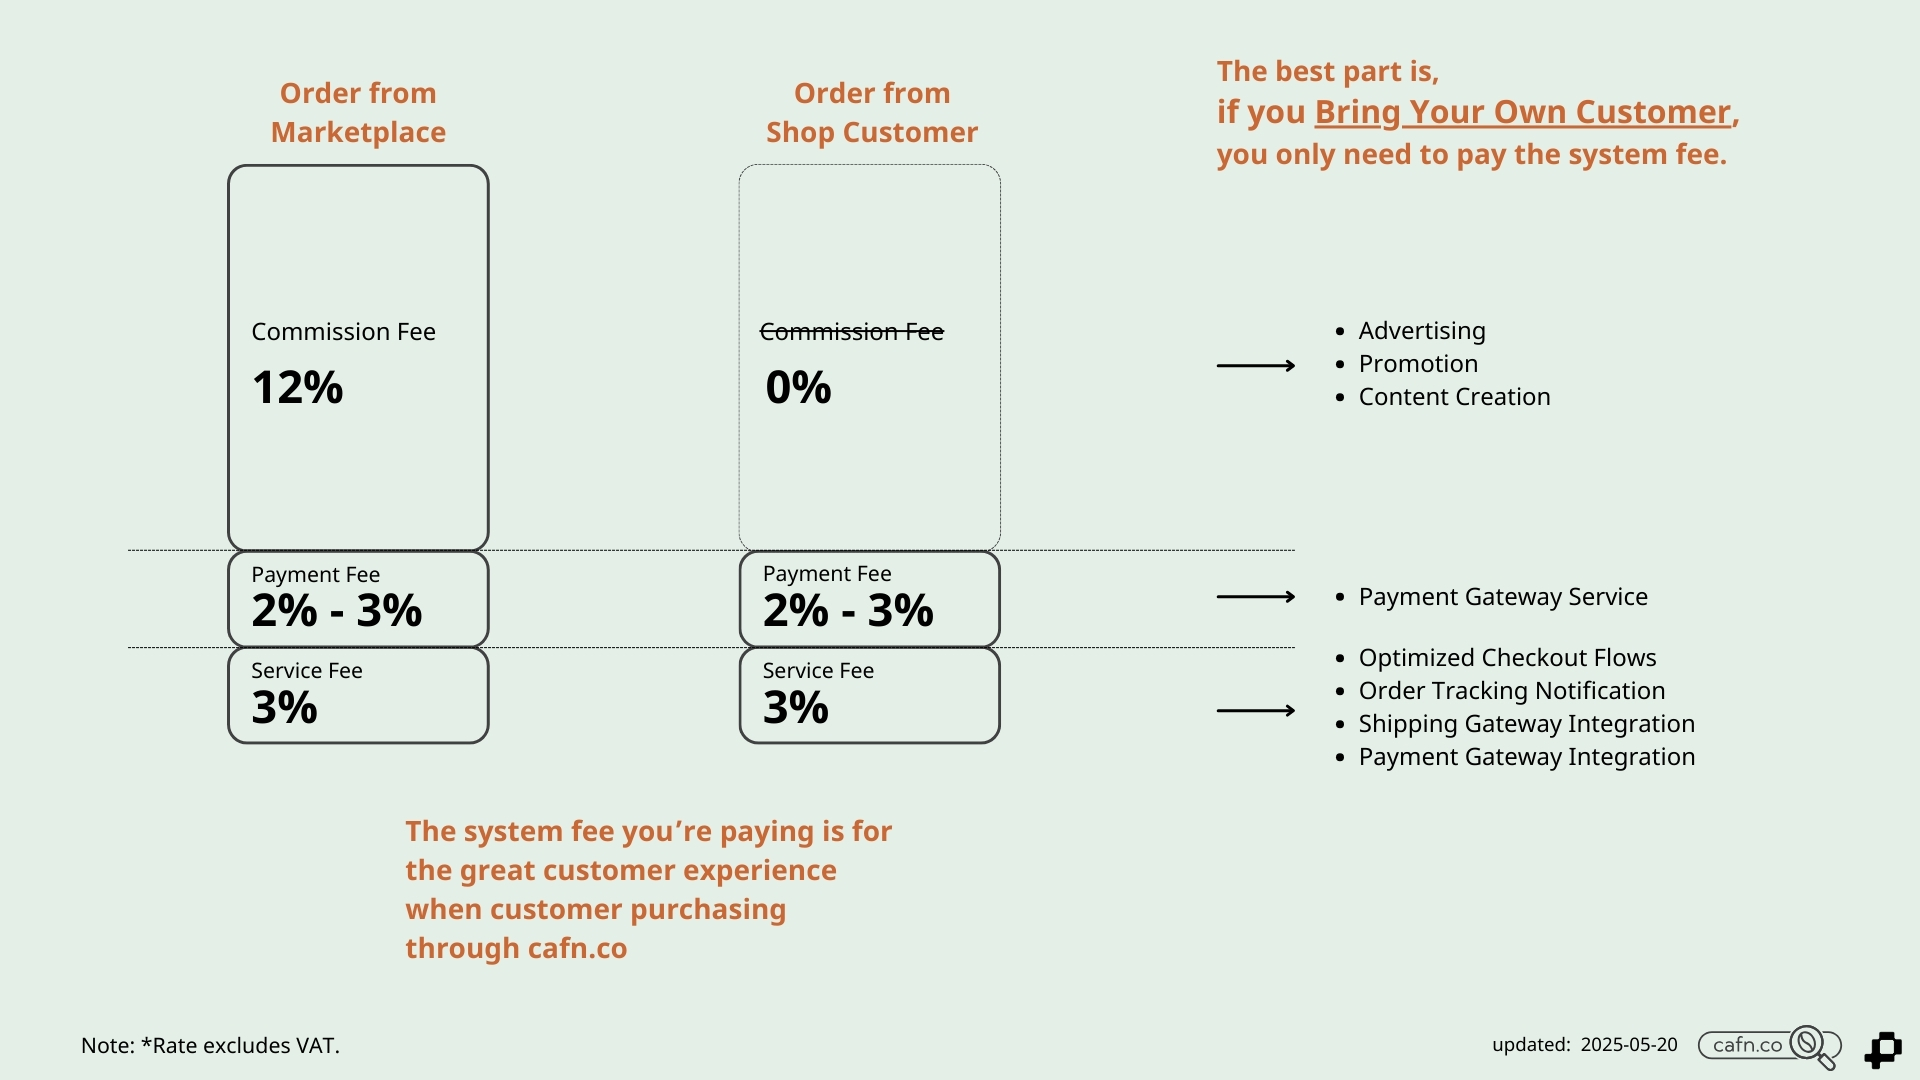 Order from
Marketplace
Order from
Shop Customer
The best part is,
if you Bring Your Own Customer,
you only need to pay the system fee.
Commission Fee
12%
Commission Fee
0%
• Advertising
• Promotion
• Content Creation
Payment Fee
2% - 3%
Payment Fee
2% - 3%
• Payment Gateway Service
Service Fee
3%
Service Fee
3%
• Optimized Checkout Flows
• Order Tracking Notification
• Shipping Gateway Integration
• Payment Gateway Integration
The system fee you’re paying is for
the great customer experience
when customer purchasing
through cafn.co
Note: *Rate excludes VAT.
updated: 2025-05-20
cafn.co